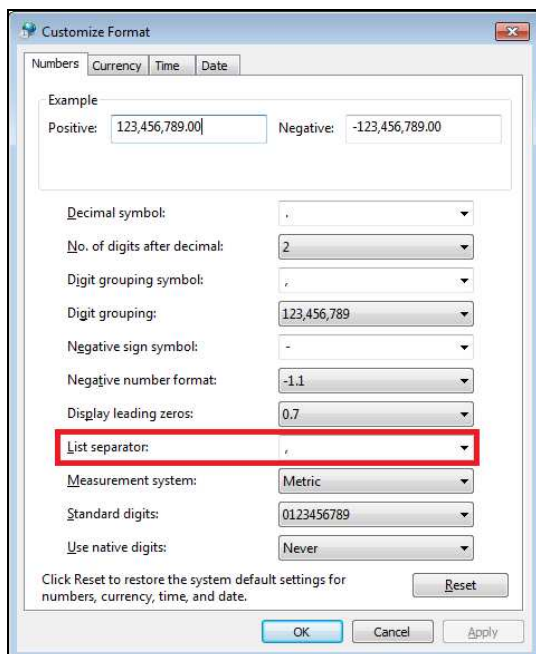 Customize Format
Numbers Currency Time Date
Example
Positive: 123,456,789.00 Negative: -123,456,789.00
Decimal symbol: .
No. of digits after decimal: 2
Digit grouping symbol: ,
Digit grouping: 123,456,789
Negative sign symbol: -
Negative number format: -1.1
Display leading zeros: 0.7
List separator: ,
Measurement system: Metric
Standard digits: 0123456789
Use native digits: Never
Click Reset to restore the system default settings for
numbers, currency, time, and date.
Reset
OK Cancel Apply